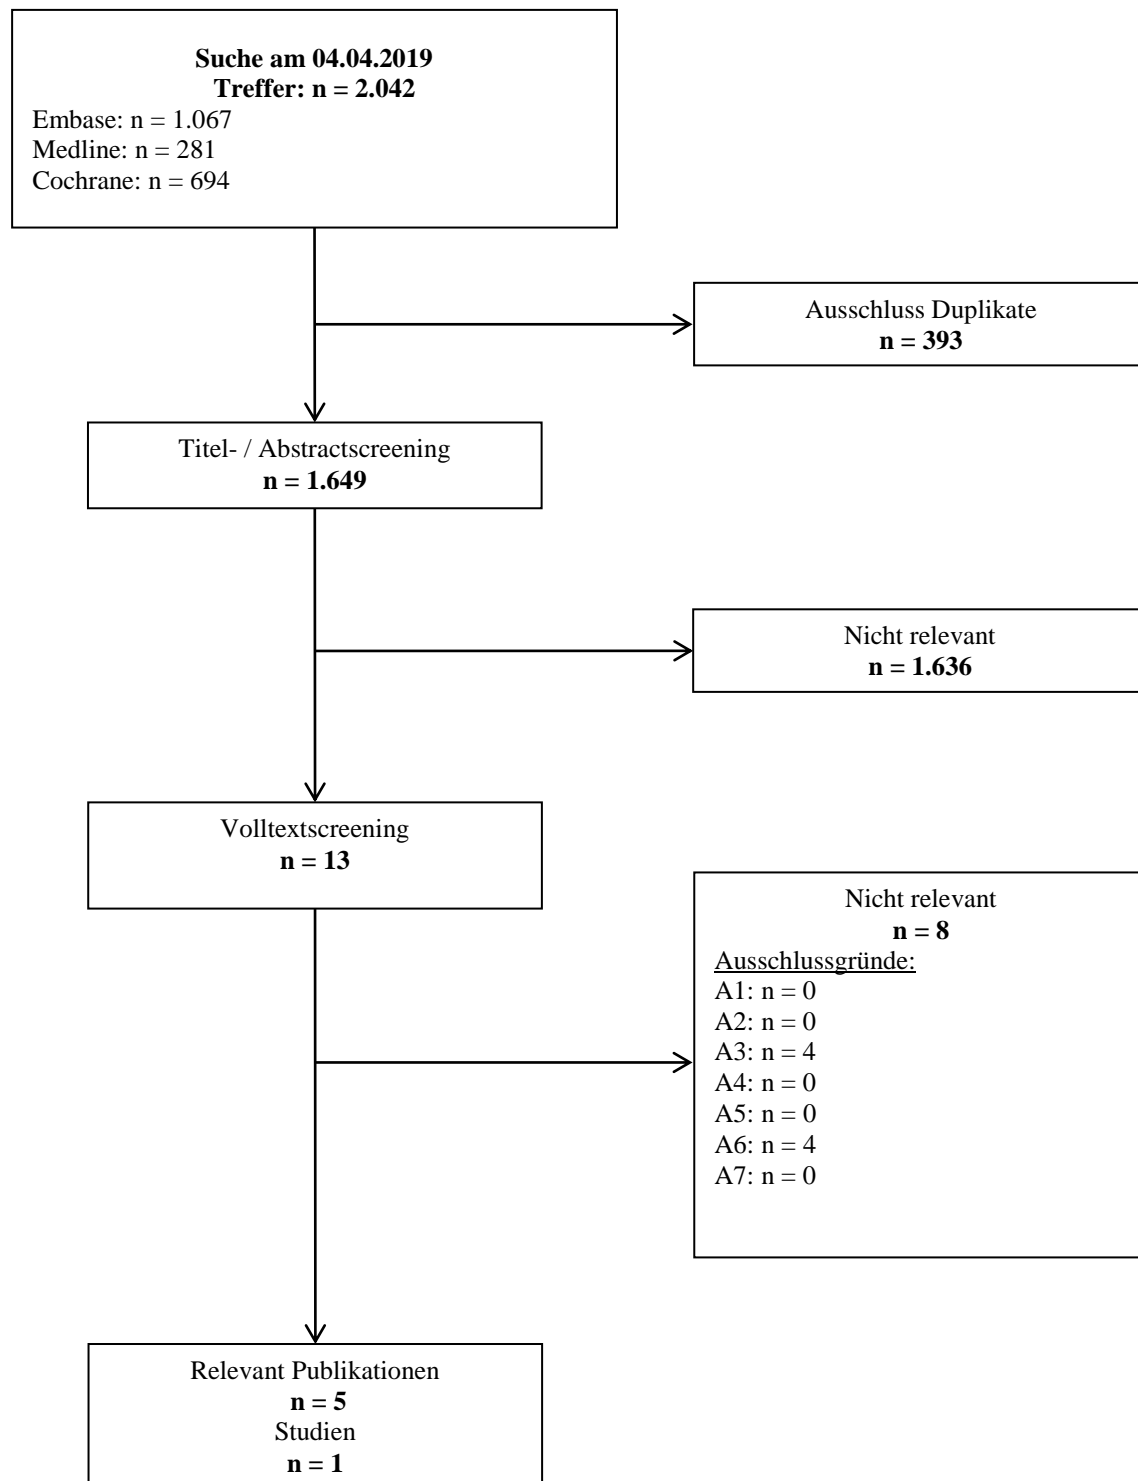 Suche am 04.04.2019
Treffer: n = 2.042
Embase: n = 1.067
Medline: n = 281
Cochrane: n = 694
Ausschluss Duplikate
n = 393
Titel- / Abstractscreening
n = 1.649
Nicht relevant
n = 1.636
Volltextscreening
n = 13
Nicht relevant
n = 8
Ausschlussgründe:
A1: n = 0
A2: n = 0
A3: n = 4
A4: n = 0
A5: n = 0
A6: n = 4
A7: n = 0
Relevant Publikationen
n = 5
Studien
n = 1